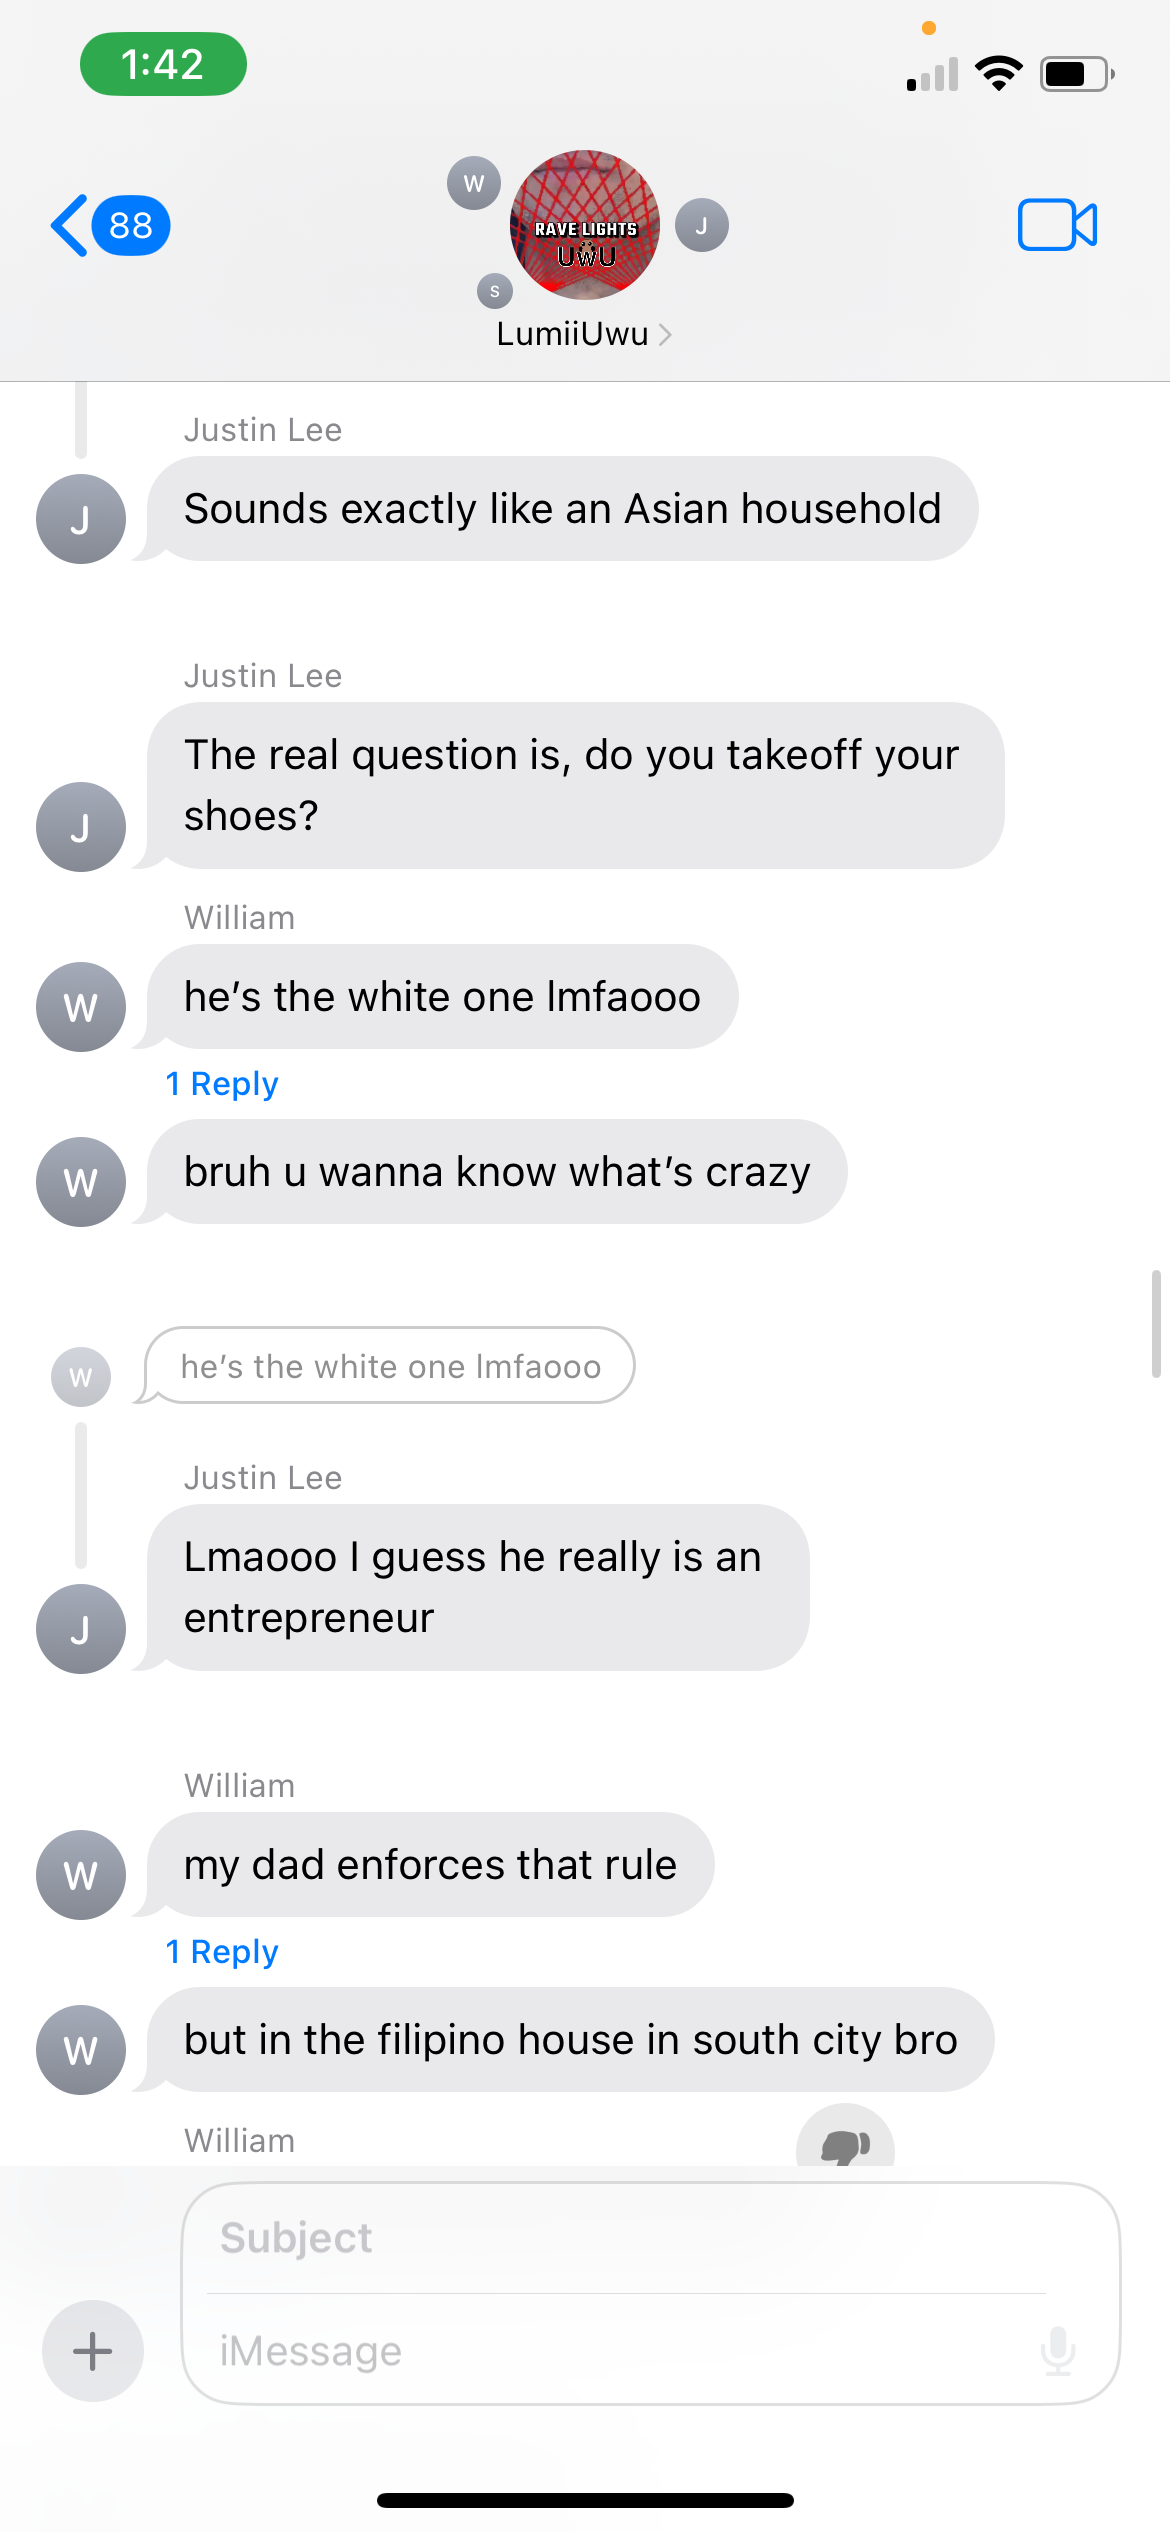 1:42
88
W
RAVE LIGHTS
UWU
J
S
LumiiUwu
Justin Lee
J
Sounds exactly like an Asian household
Justin Lee
The real question is, do you takeoff your
shoes?
J
William
W
he's the white one lmfaooo
1 Reply
W
bruh u wanna know what's crazy
W
he's the white one lmfaooo
Justin Lee
Lmaooo I guess he really is an
entrepreneur
J
William
W
my dad enforces that rule
1 Reply
W
but in the filipino house in south city bro
William
Subject
iMessage